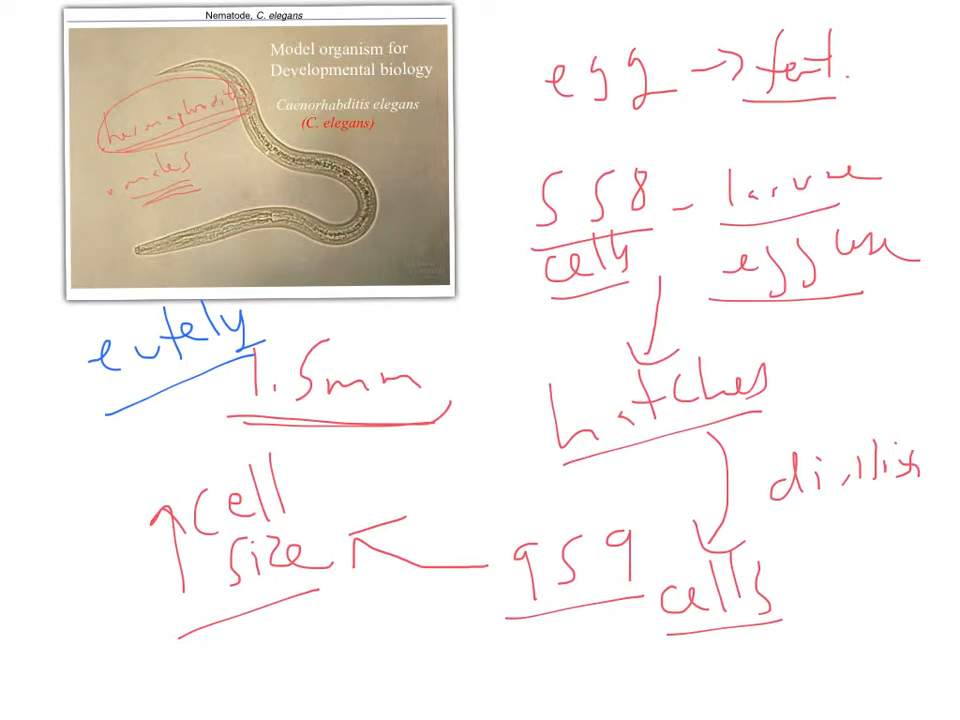 Nematode, C. elegans
Model organism for
Developmental biology
Caenorhabditis elegans
(C. elegans)
hermaphrodites
males
egg → fert.
558 - larvae
cells
hatches
959 cells
↑ cell
size
1.5mm
eutely